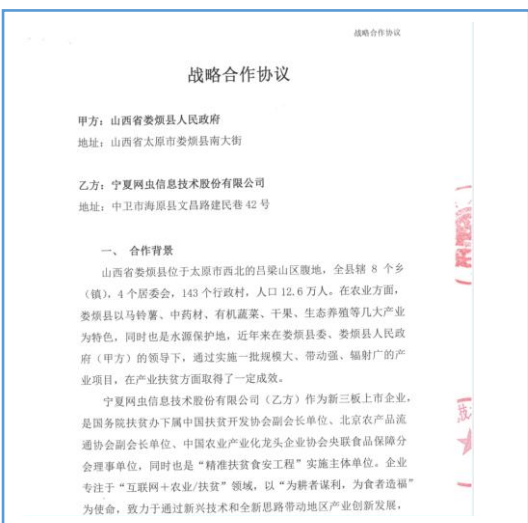 战略合作协议
战略合作协议
甲方：山西省娄烦县人民政府
地址：山西省太原市娄烦县南大街
乙方：宁夏网虫信息技术股份有限公司
地址：中卫市海原县文昌路建民巷 42 号
一、 合作背景
山西省娄烦县位于太原市西北的吕梁山区腹地，全县辖 8 个乡
（镇），4 个居委会，143 个行政村，人口 12.6 万人。在农业方面，
娄烦县以马铃薯、中药材、有机蔬菜、干果、生态养殖等几大产业
为特色，同时也是水源保护地，近年来在娄烦县委、娄烦县人民政
府（甲方）的领导下，通过实施一批规模大、带动强、辐射广的产
业项目，在产业扶贫方面取得了一定成效。
宁夏网虫信息技术股份有限公司（乙方）作为新三板上市企业，
是国务院扶贫办下属中国扶贫开发协会副会长单位、北京农产品流
通协会副会长单位、中国农业产业化龙头企业协会央联食品保障分
会理事单位，同时也是“精准扶贫食安工程”实施主体单位。企业
专注于“互联网+农业/扶贫”领域，以“为耕者谋利，为食者造福”
为使命，致力于通过新兴技术和全新思路带动地区产业创新发展，